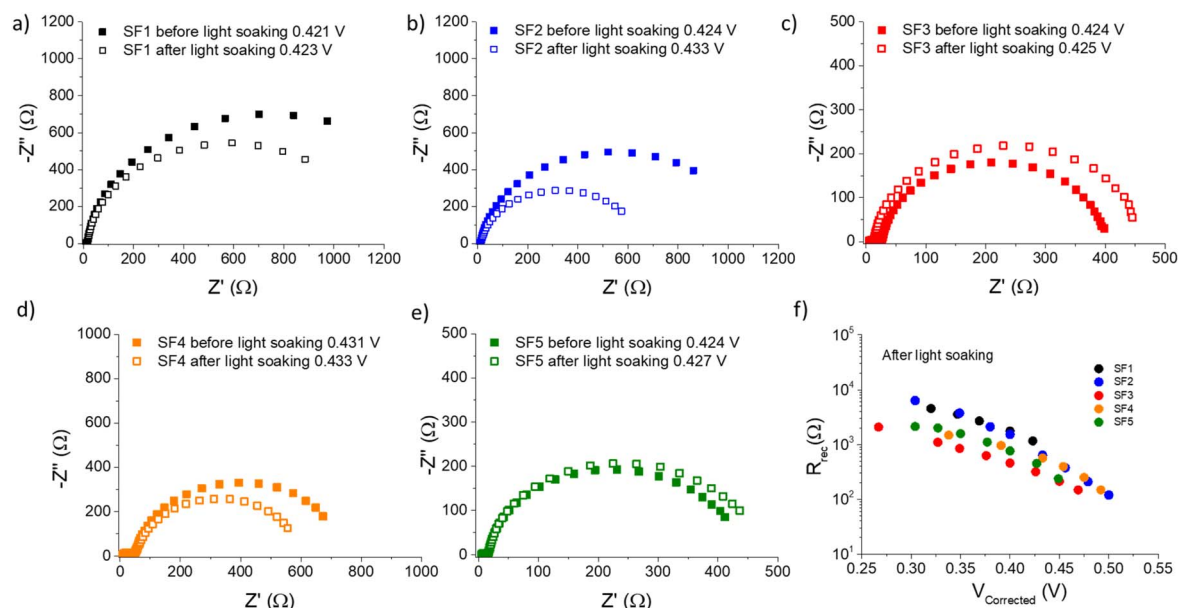 a)
SF1 before light soaking 0.421 V
SF1 after light soaking 0.423 V
-Z" (Ω)
1200
1000
800
600
400
200
0
0 200 400 600 800 1000 1200
Z' (Ω)
b)
SF2 before light soaking 0.424 V
SF2 after light soaking 0.433 V
-Z" (Ω)
1200
1000
800
600
400
200
0
0 200 400 600 800 1000 1200
Z' (Ω)
c)
SF3 before light soaking 0.424 V
SF3 after light soaking 0.425 V
-Z" (Ω)
500
400
300
200
100
0
0 100 200 300 400 500
Z' (Ω)
d)
SF4 before light soaking 0.431 V
SF4 after light soaking 0.433 V
-Z" (Ω)
1000
800
600
400
200
0
0 200 400 600 800 1000
Z' (Ω)
e)
SF5 before light soaking 0.424 V
SF5 after light soaking 0.427 V
-Z" (Ω)
500
400
300
200
100
0
0 100 200 300 400 500
Z' (Ω)
f)
After light soaking
SF1
SF2
SF3
SF4
SF5
R_rec (Ω)
10^5
10^4
10^3
10^2
10^1
0.25 0.30 0.35 0.40 0.45 0.50 0.55
V_Corrected (V)